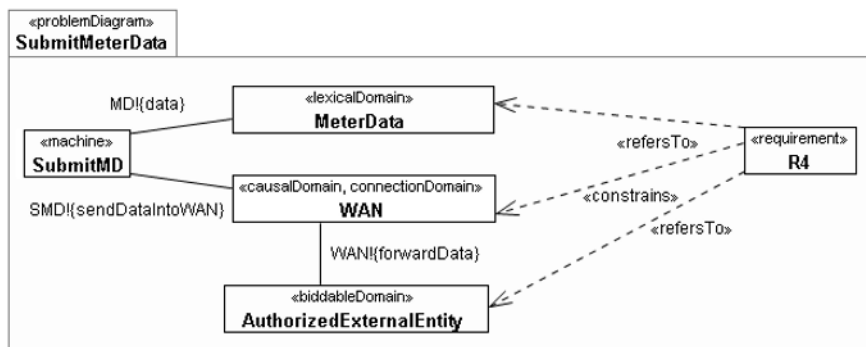 «problemDiagram»
SubmitMeterData
MD!{data}
«lexicalDomain»
MeterData
«machine»
SubmitMD
«refersTo»
«requirement»
R4
«causalDomain, connectionDomain»
WAN
«constrains»
SMD!{sendDataIntoWAN}
«refersTo»
WAN!{forwardData}
«biddableDomain»
AuthorizedExternalEntity